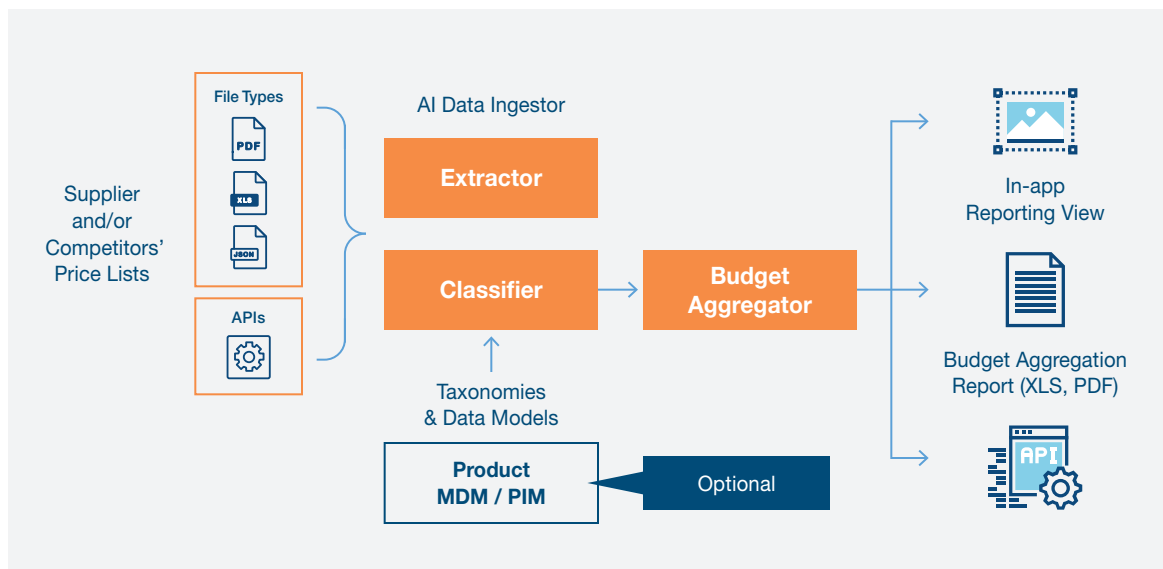 Supplier
and/or
Competitors’
Price Lists
File Types
PDF
XLS
JSON
APIs
AI Data Ingestor
Extractor
Classifier
Taxonomies
& Data Models
Product
MDM / PIM
Optional
Budget
Aggregator
In-app
Reporting View
Budget Aggregation
Report (XLS, PDF)
API